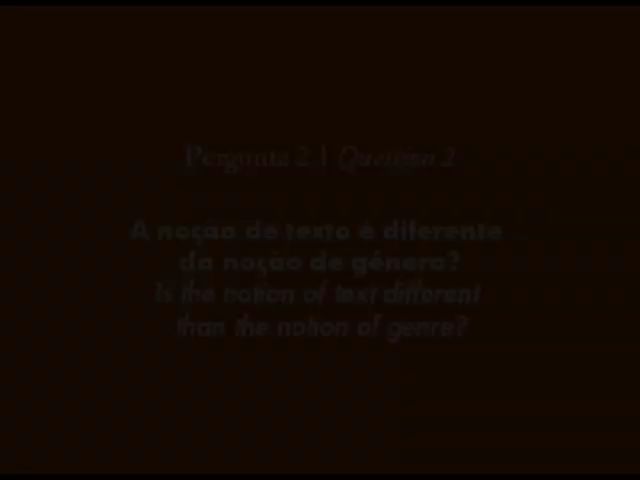 Pergunta 2 | Question 2
A noção de texto é diferente
da noção de gênero?
Is the notion of text different
than the notion of genre?